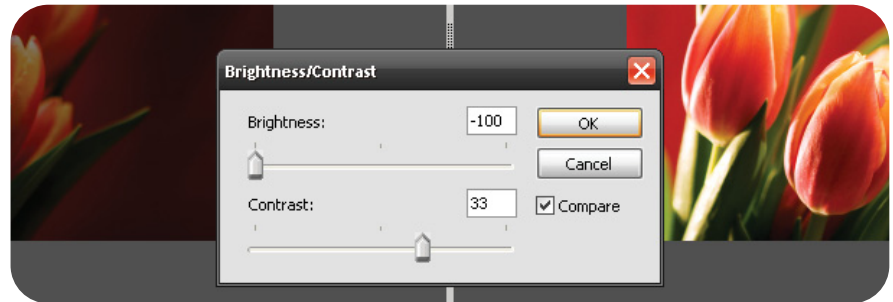 Brightness/Contrast
Brightness: -100 OK
Cancel
Contrast: 33 Compare